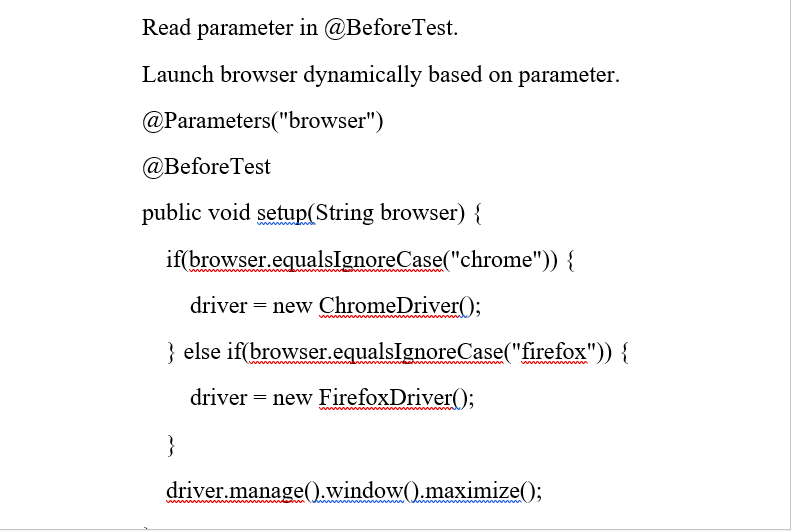 Read parameter in @BeforeTest.
Launch browser dynamically based on parameter.
@Parameters("browser")
@BeforeTest
public void setup(String browser) {
if(browser.equalsIgnoreCase("chrome")) {
driver = new ChromeDriver();
} else if(browser.equalsIgnoreCase("firefox")) {
driver = new FirefoxDriver();
}
driver.manage().window().maximize();